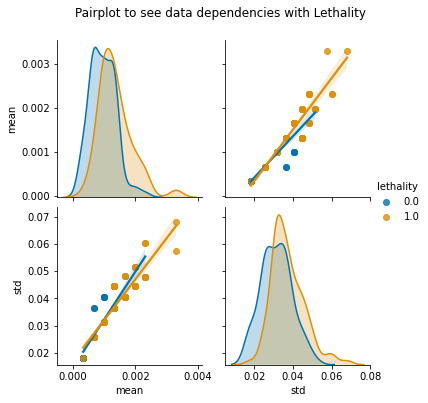 Pairplot to see data dependencies with Lethality
0.003
0.002
0.001
0.000
mean
lethality
0.0
1.0
0.07
0.06
0.05
0.04
0.03
0.02
std
0.000 0.002 0.004
mean
0.02 0.04 0.06 0.08
std